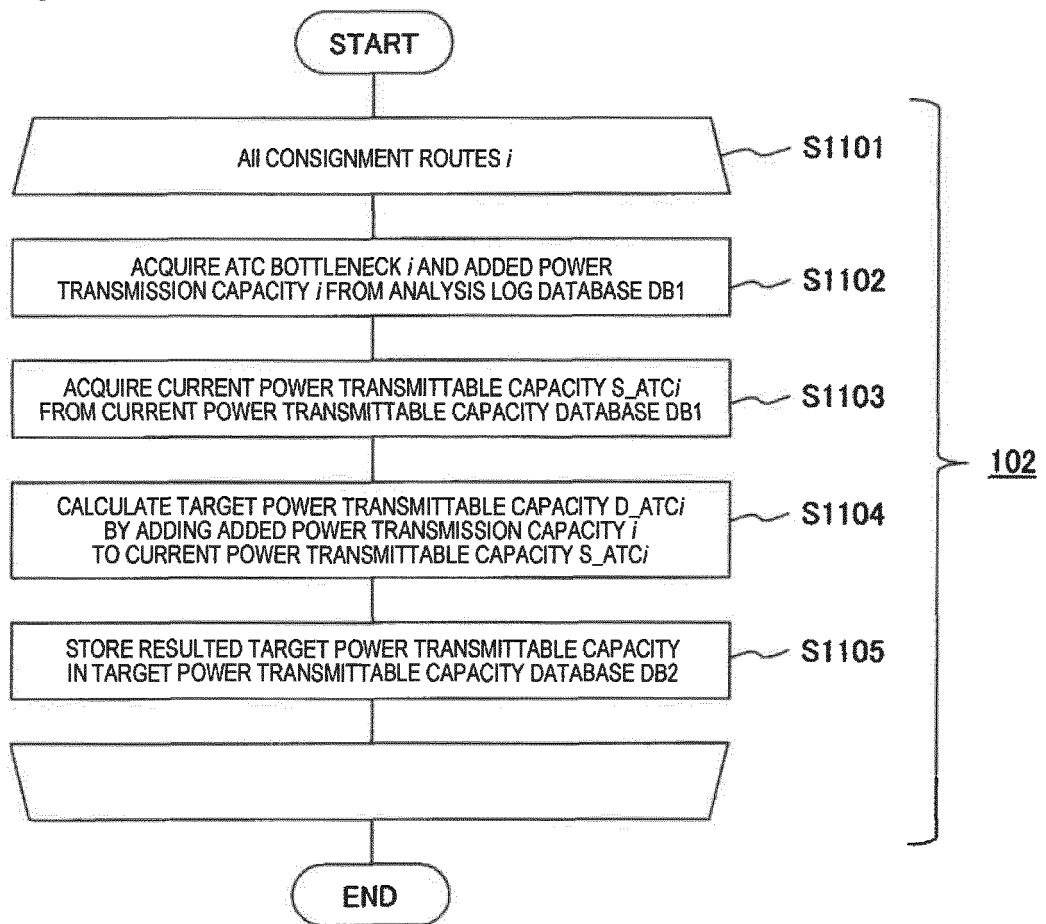 START
All CONSIGNMENT ROUTES i
S1101
ACQUIRE ATC BOTTLENECK i AND ADDED POWER
TRANSMISSION CAPACITY i FROM ANALYSIS LOG DATABASE DB1
S1102
ACQUIRE CURRENT POWER TRANSMITTABLE CAPACITY S_ATCi
FROM CURRENT POWER TRANSMITTABLE CAPACITY DATABASE DB1
S1103
102
CALCULATE TARGET POWER TRANSMITTABLE CAPACITY D_ATCi
BY ADDING ADDED POWER TRANSMISSION CAPACITY i
TO CURRENT POWER TRANSMITTABLE CAPACITY S_ATCi
S1104
STORE RESULTED TARGET POWER TRANSMITTABLE CAPACITY
IN TARGET POWER TRANSMITTABLE CAPACITY DATABASE DB2
S1105
END